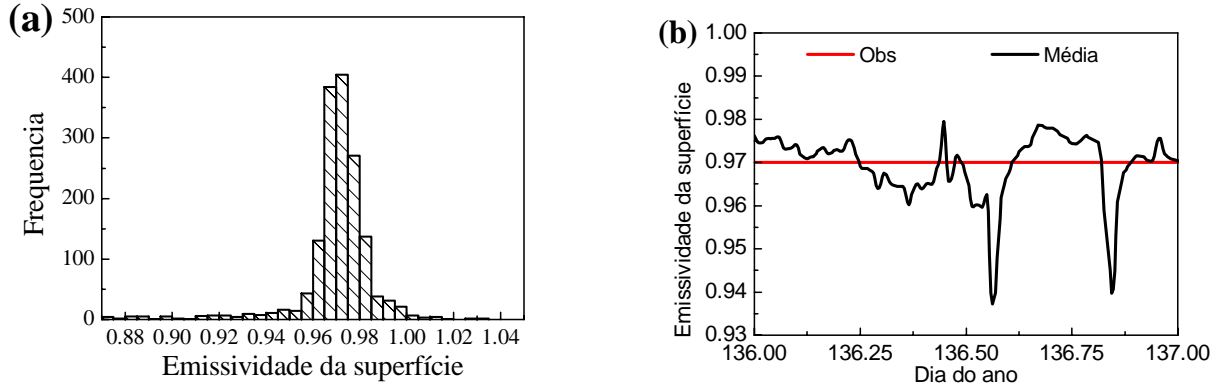 (a)
500
400
300
200
100
0
Frequencia
0.88 0.90 0.92 0.94 0.96 0.98 1.00 1.02 1.04
Emissividade da superfície
(b)
1.00
0.99
0.98
0.97
0.96
0.95
0.94
0.93
Emissividade da superfície
Obs Média
136.00 136.25 136.50 136.75 137.00
Dia do ano